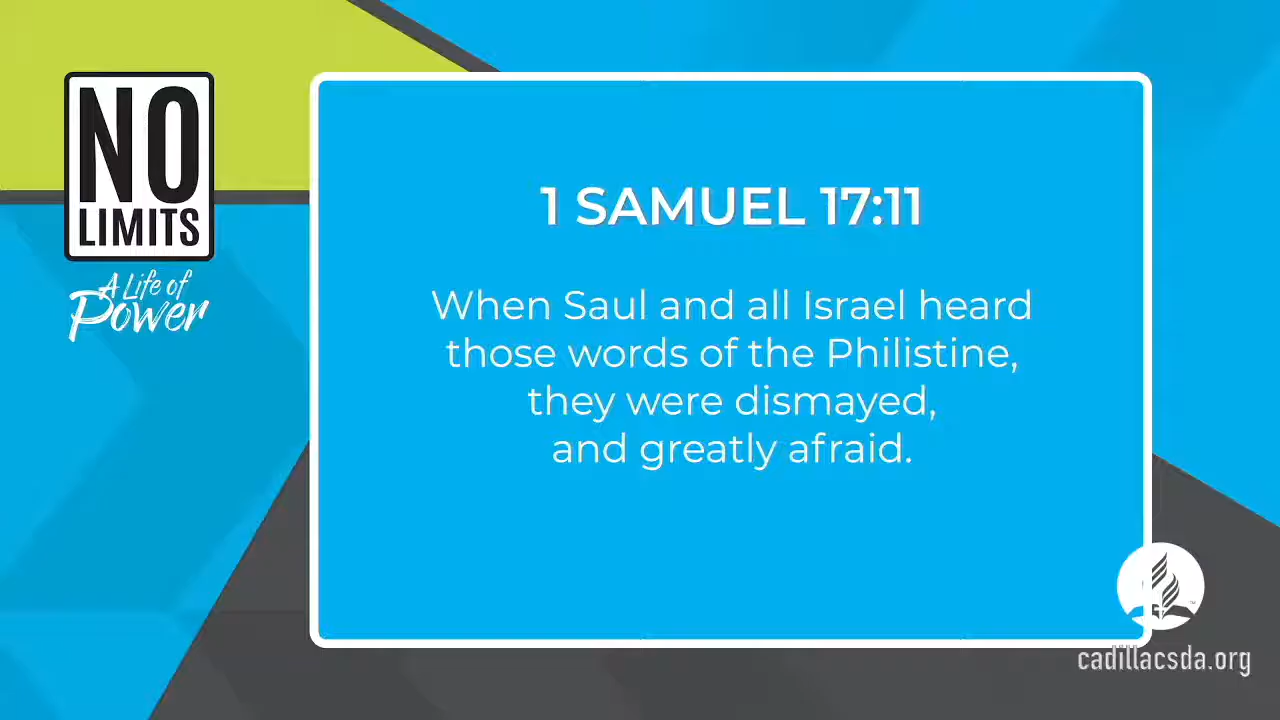 NO
LIMITS
A Life of
Power
1 SAMUEL 17:11
When Saul and all Israel heard
those words of the Philistine,
they were dismayed,
and greatly afraid.
cadillacsda.org